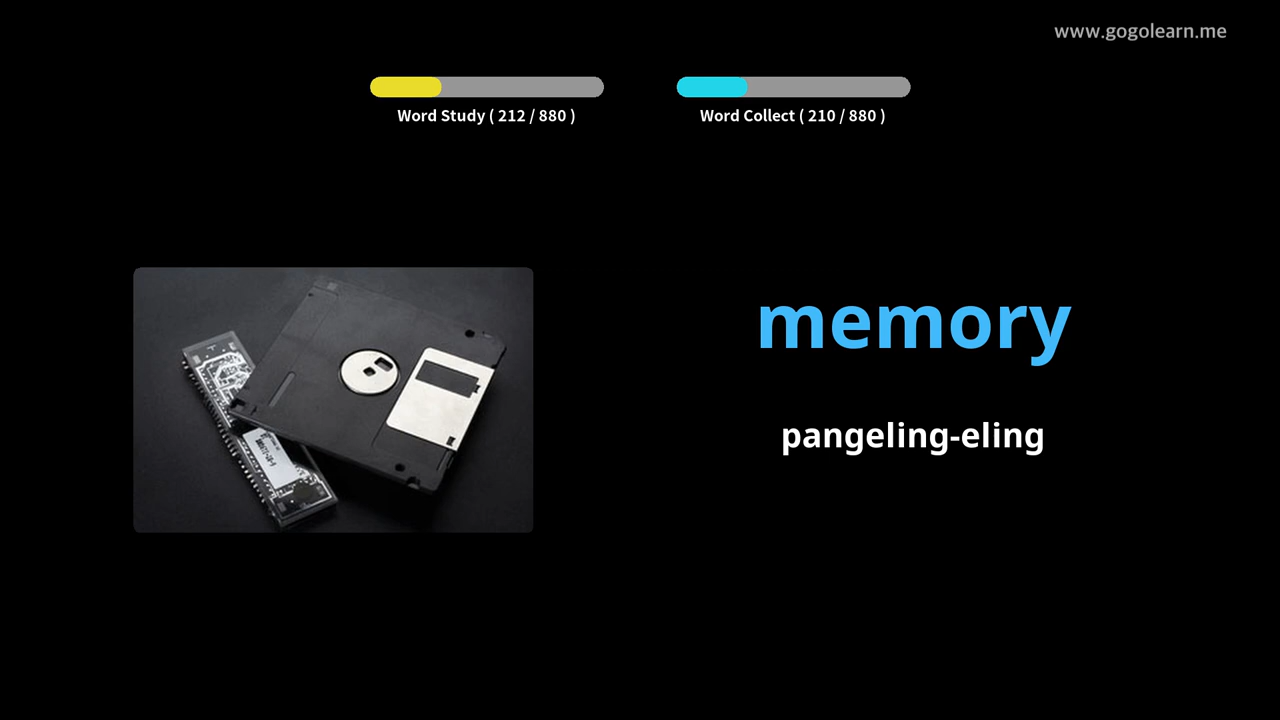 www.gogolearn.me
Word Study ( 212 / 880 )
Word Collect ( 210 / 880 )
memory
pangeling-eling